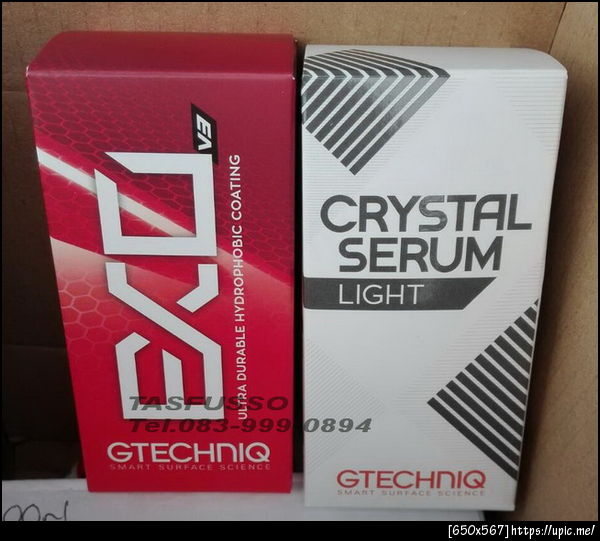 EXO
V3
ULTRA DURABLE HYDROPHOBIC COATING
GTECHNIQ
SMART SURFACE SCIENCE
CRYSTAL
SERUM
LIGHT
GTECHNIQ
SMART SURFACE SCIENCE
TASFUSSO
Tel.083-999-0894
[650x567]https://upic.me/